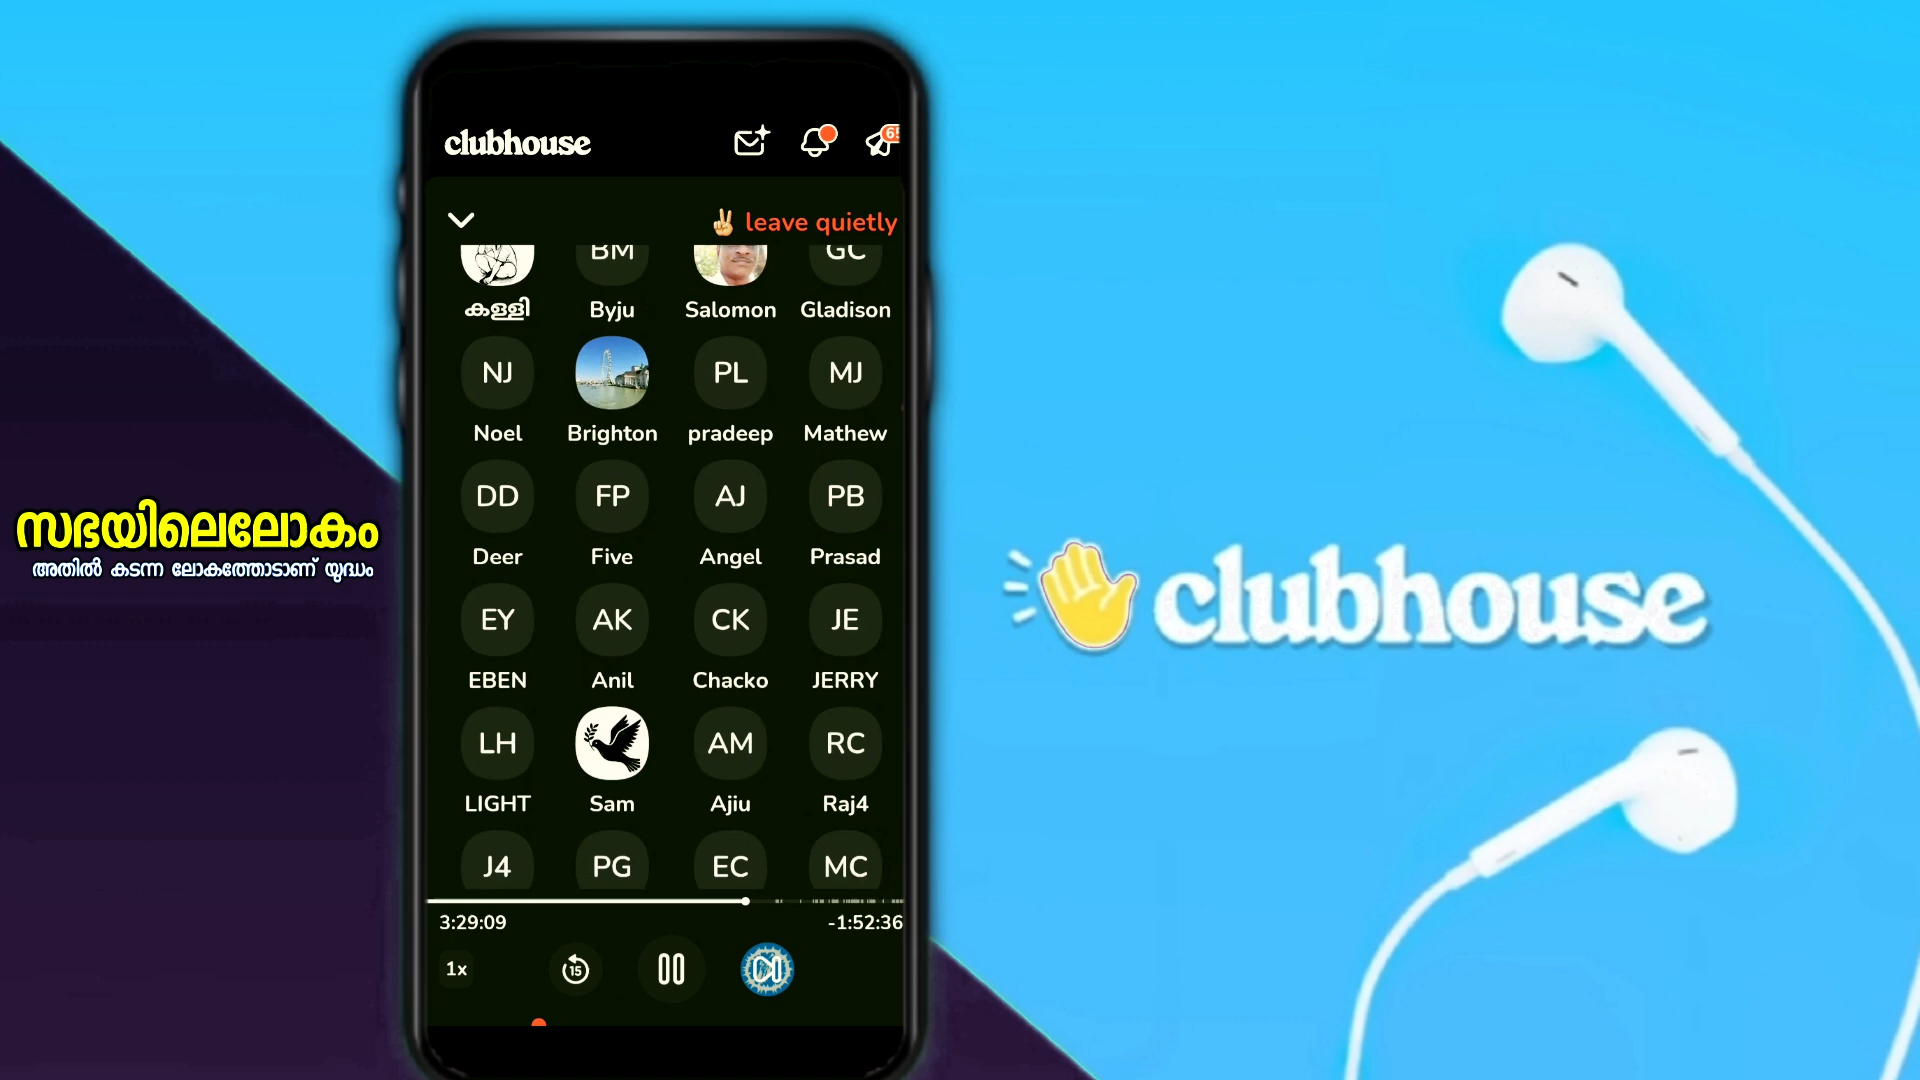 clubhouse
65
✌ leave quietly
BM GC
കള്ളി Byju Salomon Gladison
NJ PL MJ
Noel Brighton pradeep Mathew
DD FP AJ PB
Deer Five Angel Prasad
EY AK CK JE
EBEN Anil Chacko JERRY
LH AM RC
LIGHT Sam Ajiu Raj4
J4 PG EC MC
3:29:09 -1:52:36
1x 15
സഭയിലെലോകം
അതിൽ കടന്ന ലോകത്തോടാണ് യുദ്ധം
clubhouse